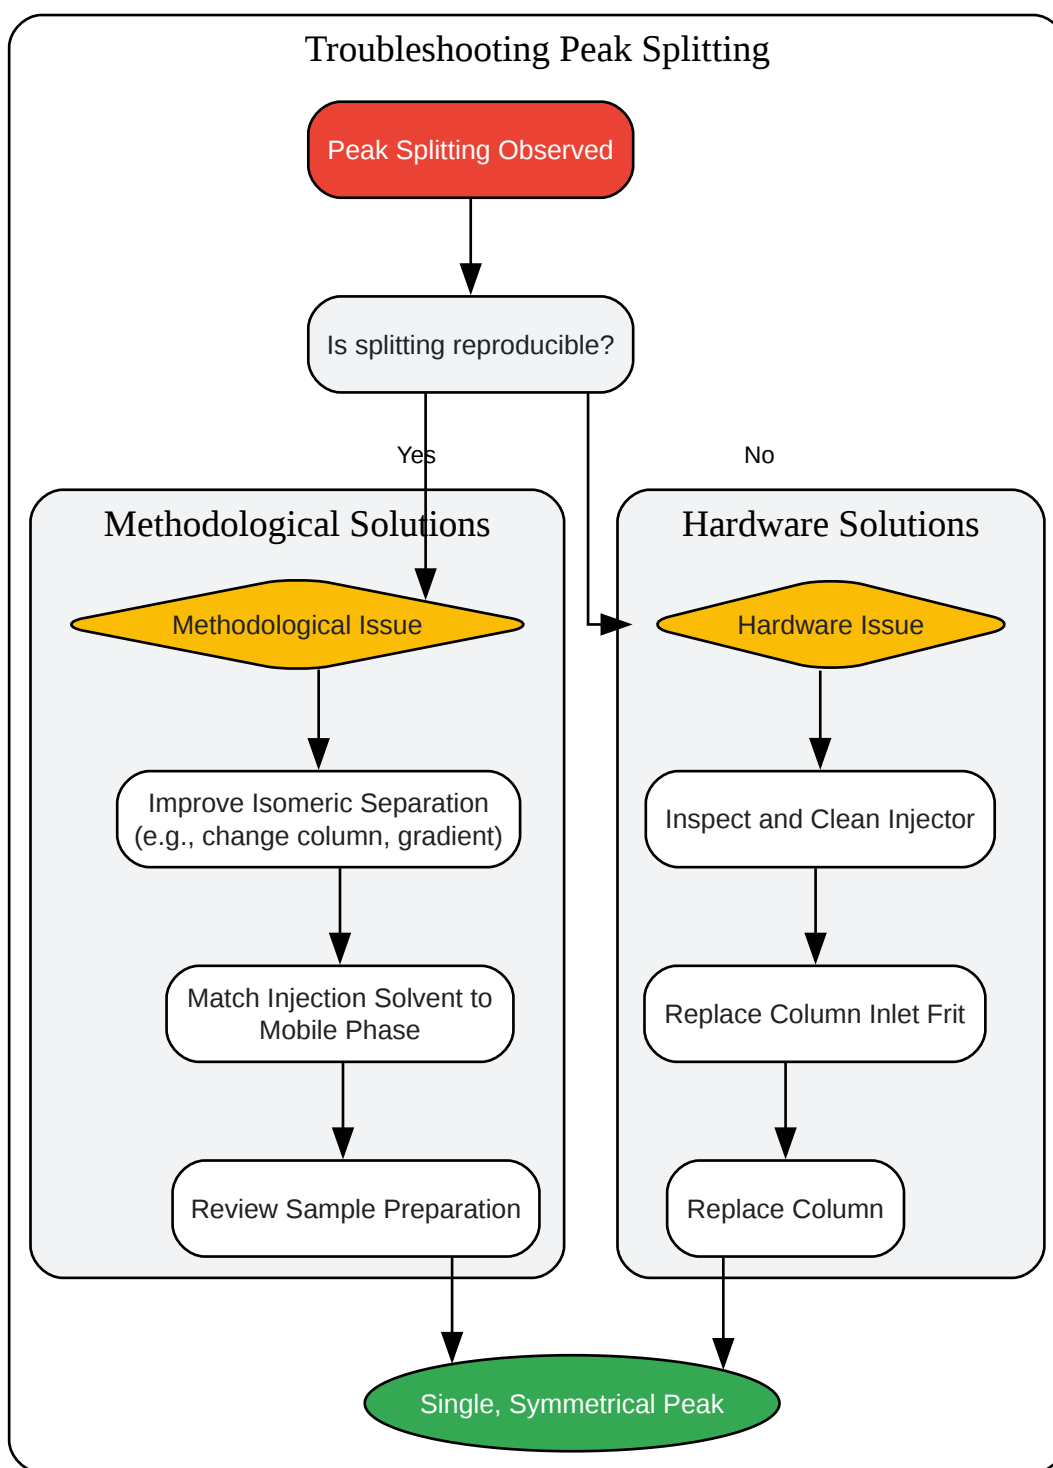 Troubleshooting Peak Splitting
Peak Splitting Observed
Is splitting reproducible?
Yes
No
Methodological Solutions
Hardware Solutions
Methodological Issue
Hardware Issue
Improve Isomeric Separation
(e.g., change column, gradient)
Inspect and Clean Injector
Match Injection Solvent to
Mobile Phase
Replace Column Inlet Frit
Review Sample Preparation
Replace Column
Single, Symmetrical Peak